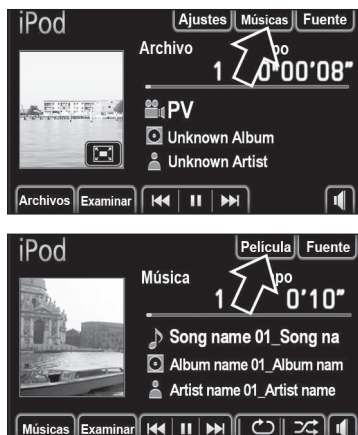 iPod
Ajustes Músicas Fuente
Archivo po
1 0°00'08"
PV
Unknown Album
Unknown Artist
Archivos Examinar
iPod
Película Fuente
Música po
1 0'10"
Song name 01_Song na
Album name 01_Album nam
Artist name 01_Artist name
Músicas Examinar